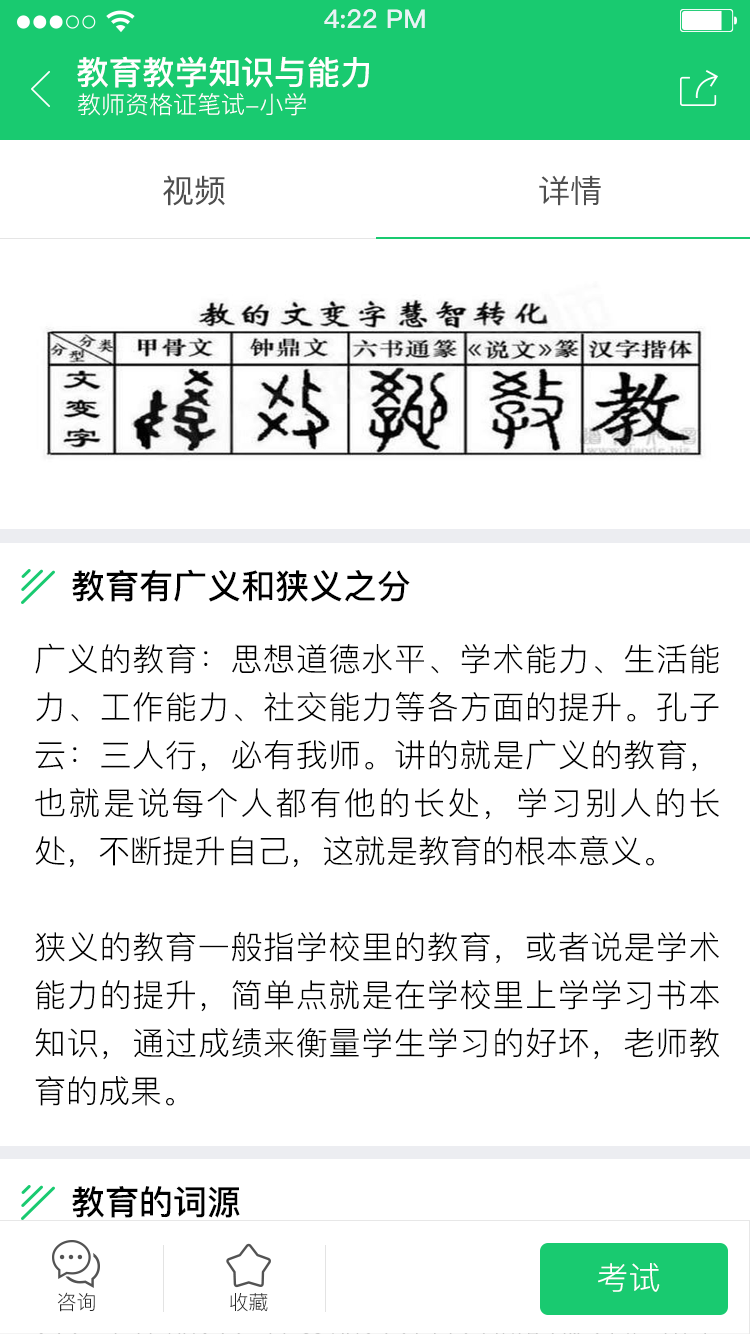 4:22 PM
教育教学知识与能力
教师资格证笔试-小学
视频
详情
教的文变字慧智转化
分类 分型 甲骨文 钟鼎文 六书通篆 《说文》篆 汉字揩体
文变字 教
教育有广义和狭义之分
广义的教育：思想道德水平、学术能力、生活能
力、工作能力、社交能力等各方面的提升。孔子
云：三人行，必有我师。讲的就是广义的教育，
也就是说每个人都有他的长处，学习别人的长
处，不断提升自己，这就是教育的根本意义。
狭义的教育一般指学校里的教育，或者说是学术
能力的提升，简单点就是在学校里上学学习书本
知识，通过成绩来衡量学生学习的好坏，老师教
育的成果。
教育的词源
咨询
收藏
考试